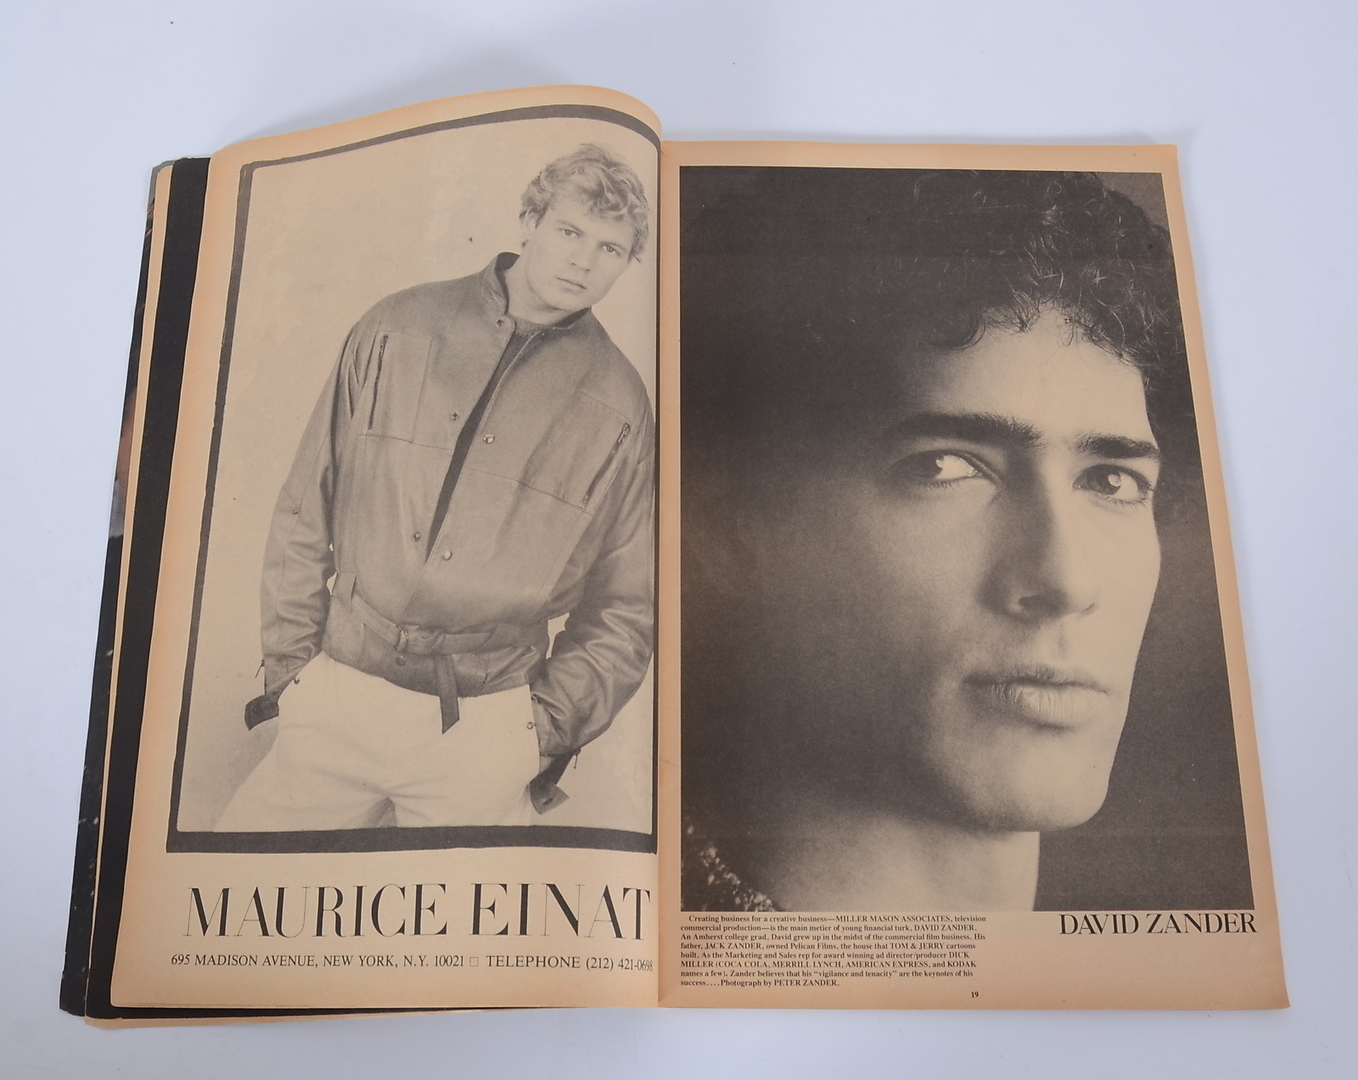 MAURICE EINAT
695 MADISON AVENUE, NEW YORK, N.Y. 10021 □ TELEPHONE (212) 421-0698
Creating business for a creative business—MILLER MASON ASSOCIATES, television
commercial production—is the main metier of young financial turk, DAVID ZANDER.
An Amherst college grad, David grew up in the midst of the commercial film business. His
father, JACK ZANDER, owned Pelican Films, the house that TOM & JERRY cartoons
built. As the Marketing and Sales rep for award winning ad director/producer DICK
MILLER (COCA COLA, MERRILL LYNCH, AMERICAN EXPRESS, and KODAK
names a few). Zander believes that his "vigilance and tenacity" are the keynotes of his
success....Photograph by PETER ZANDER.
DAVID ZANDER
19